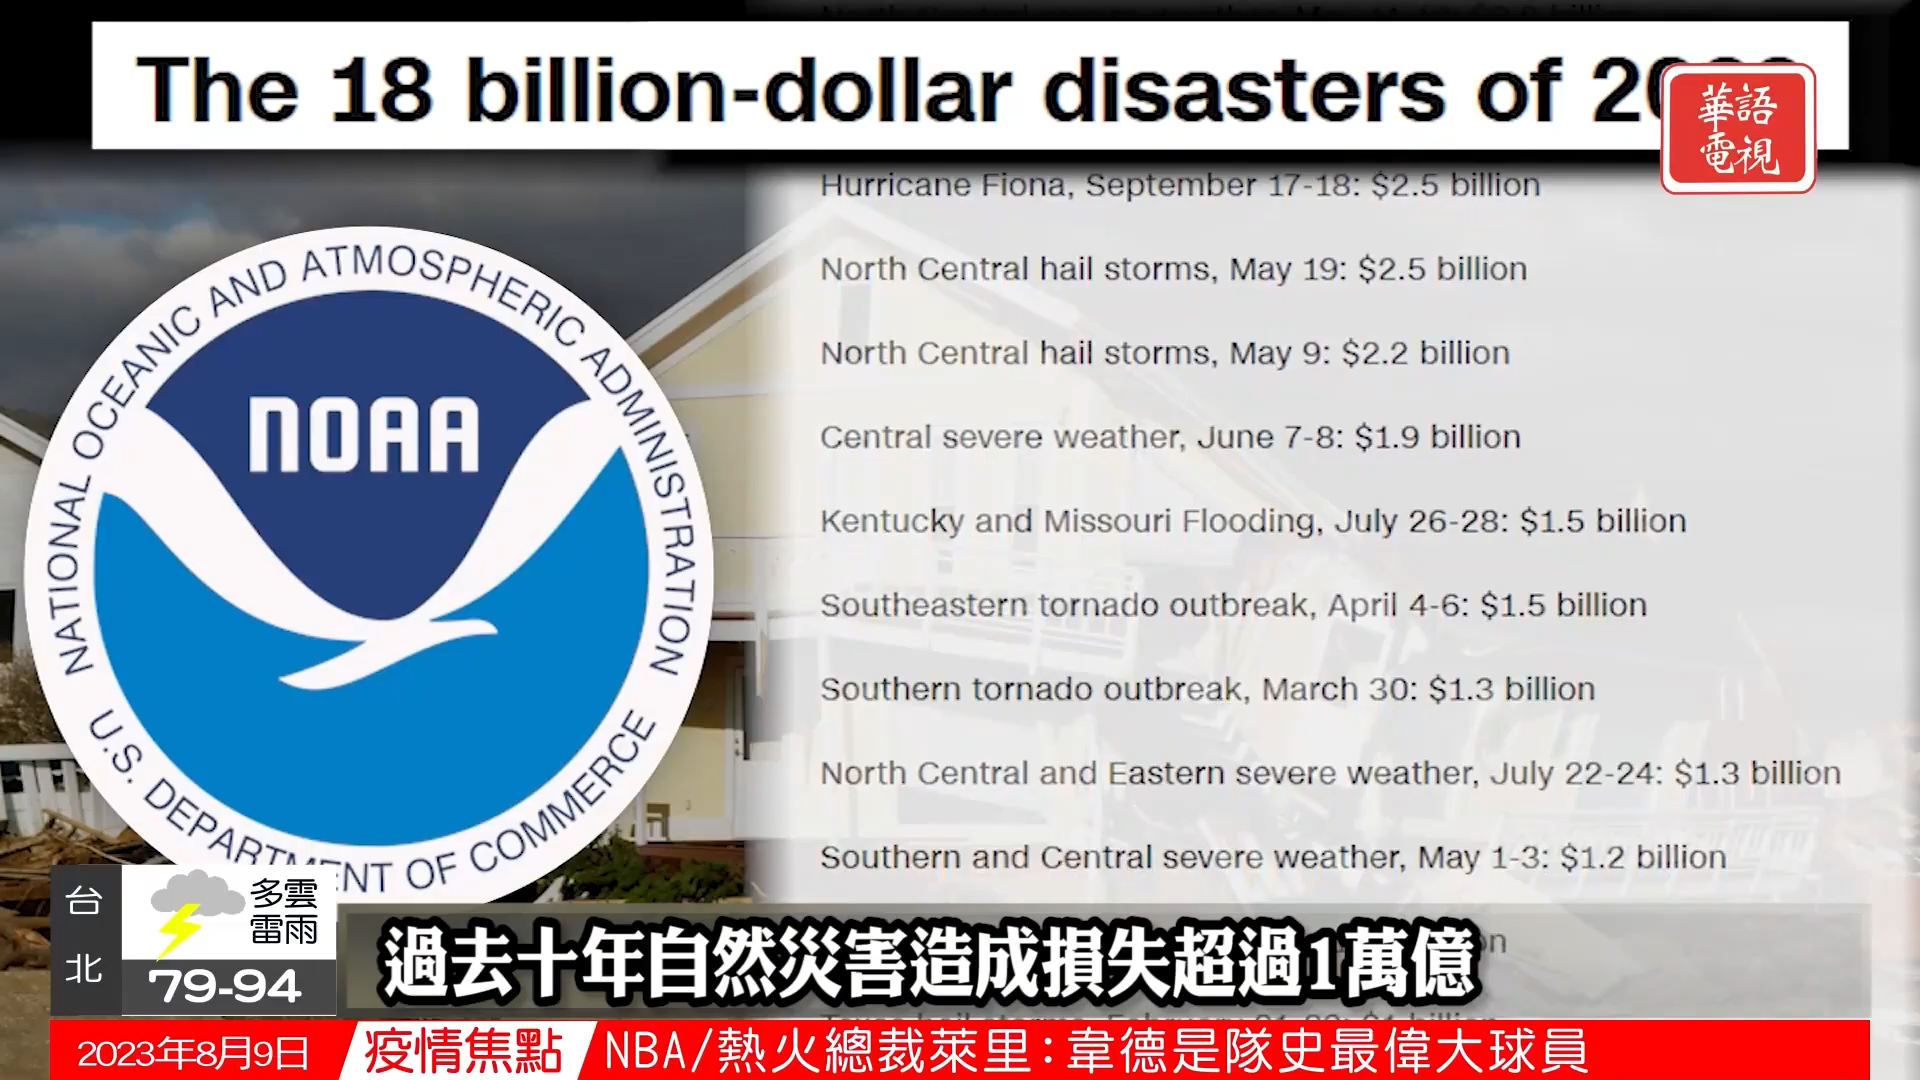 The 18 billion-dollar disasters of
華語
電視
Hurricane Fiona, September 17-18: $2.5 billion
North Central hail storms, May 19: $2.5 billion
North Central hail storms, May 9: $2.2 billion
Central severe weather, June 7-8: $1.9 billion
Kentucky and Missouri Flooding, July 26-28: $1.5 billion
Southeastern tornado outbreak, April 4-6: $1.5 billion
Southern tornado outbreak, March 30: $1.3 billion
North Central and Eastern severe weather, July 22-24: $1.3 billion
Southern and Central severe weather, May 1-3: $1.2 billion
NATIONAL OCEANIC AND ATMOSPHERIC ADMINISTRATION
NOAA
U.S. DEPARTMENT OF COMMERCE
台北
多雲
雷雨
79-94
過去十年自然災害造成損失超過1萬億
2023年8月9日
疫情焦點
NBA/熱火總裁萊里:韋德是隊史最偉大球員